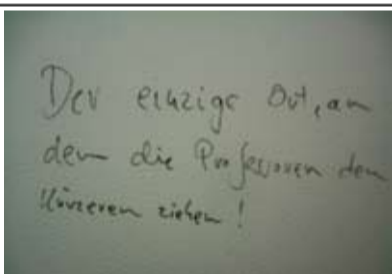 Der einzige Ort, an
dem die Professoren den
Kürzeren ziehen!